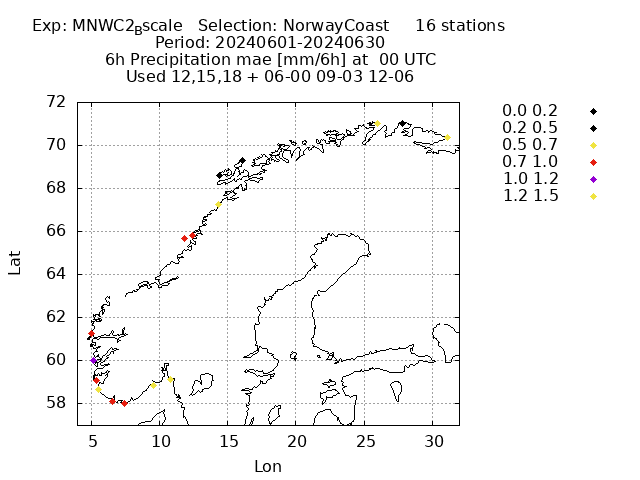 Exp: MNWC2_Bscale Selection: NorwayCoast 16 stations
Period: 20240601-20240630
6h Precipitation mae [mm/6h] at 00 UTC
Used 12,15,18 + 06-00 09-03 12-06
0.0 0.2
0.2 0.5
0.5 0.7
0.7 1.0
1.0 1.2
1.2 1.5
72
70
68
66
64
62
60
58
Lat
5 10 15 20 25 30
Lon